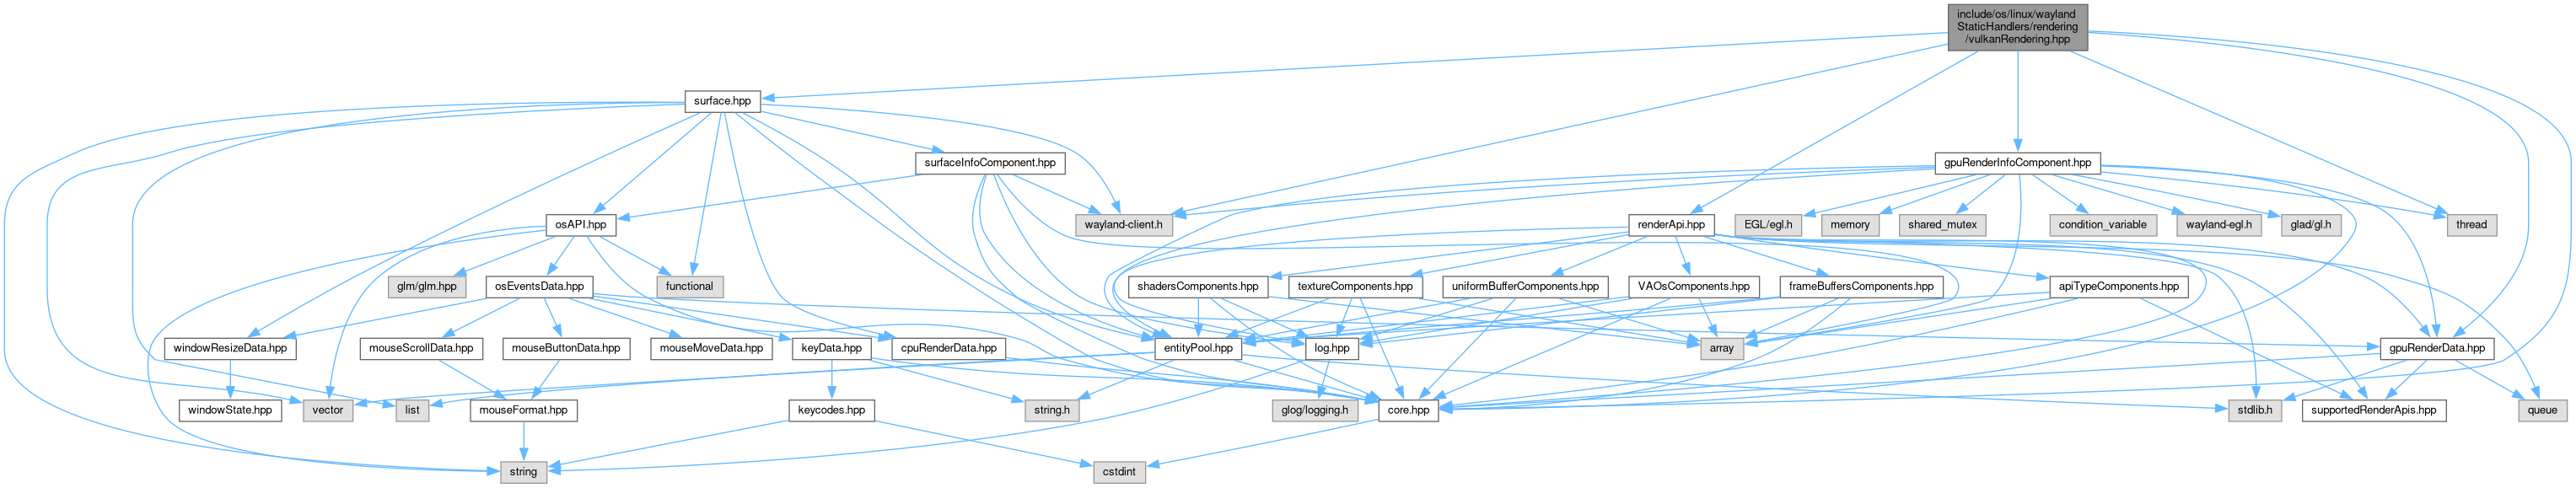 include/os/linux/wayland
StaticHandlers/rendering
/vulkanRendering.hpp
surface.hpp
surfaceInfoComponent.hpp
gpuRenderInfoComponent.hpp
osAPI.hpp
wayland-client.h
renderApi.hpp
EGL/egl.h
memory
shared_mutex
condition_variable
wayland-egl.h
glad/gl.h
thread
glm/glm.hpp
osEventsData.hpp
functional
shadersComponents.hpp
textureComponents.hpp
uniformBufferComponents.hpp
VAOsComponents.hpp
frameBuffersComponents.hpp
apiTypeComponents.hpp
windowResizeData.hpp
mouseScrollData.hpp
mouseButtonData.hpp
mouseMoveData.hpp
keyData.hpp
cpuRenderData.hpp
entityPool.hpp
log.hpp
array
gpuRenderData.hpp
windowState.hpp
vector
list
mouseFormat.hpp
keycodes.hpp
string.h
glog/logging.h
core.hpp
stdlib.h
supportedRenderApis.hpp
queue
string
cstdint